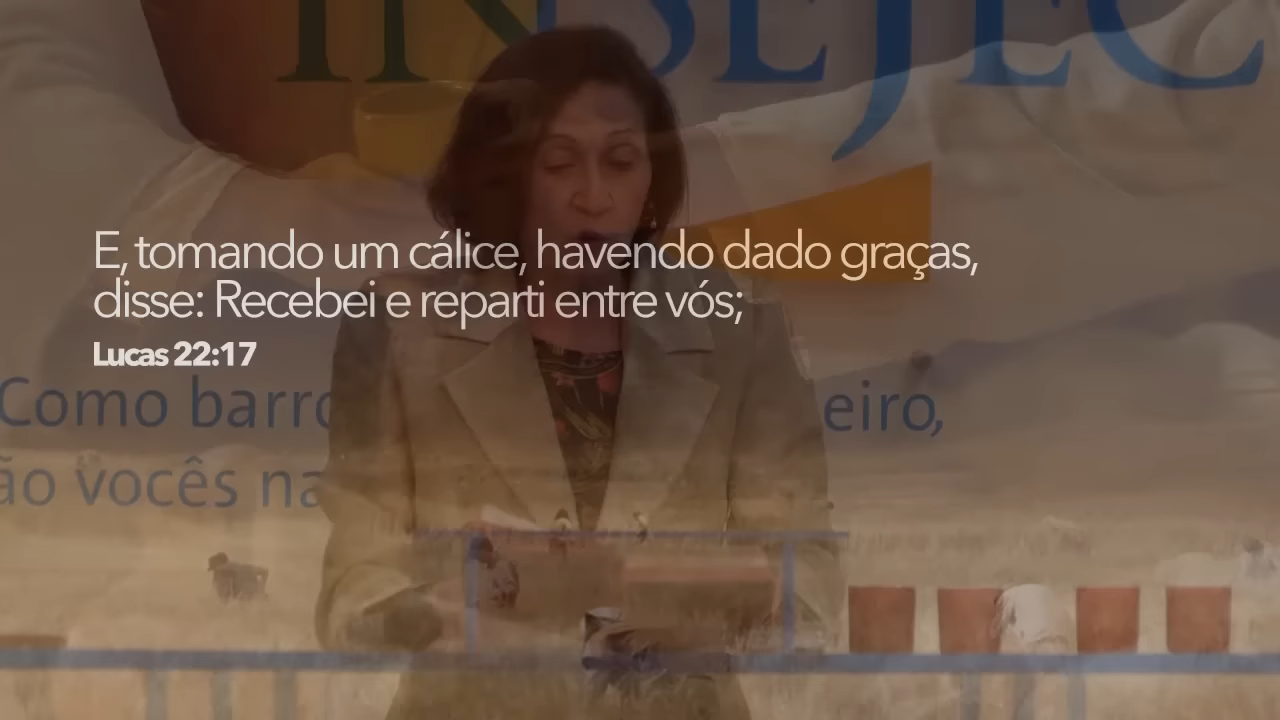 INSEJEC
E, tomando um cálice, havendo dado graças,
disse: Recebei e reparti entre vós;
Lucas 22:17
Como barro eiro,
ão vocês na